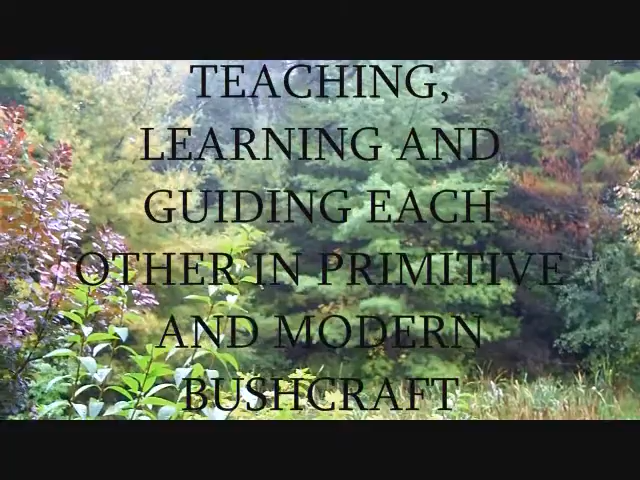 TEACHING,
LEARNING AND
GUIDING EACH
OTHER IN PRIMITIVE
AND MODERN
BUSHCRAFT